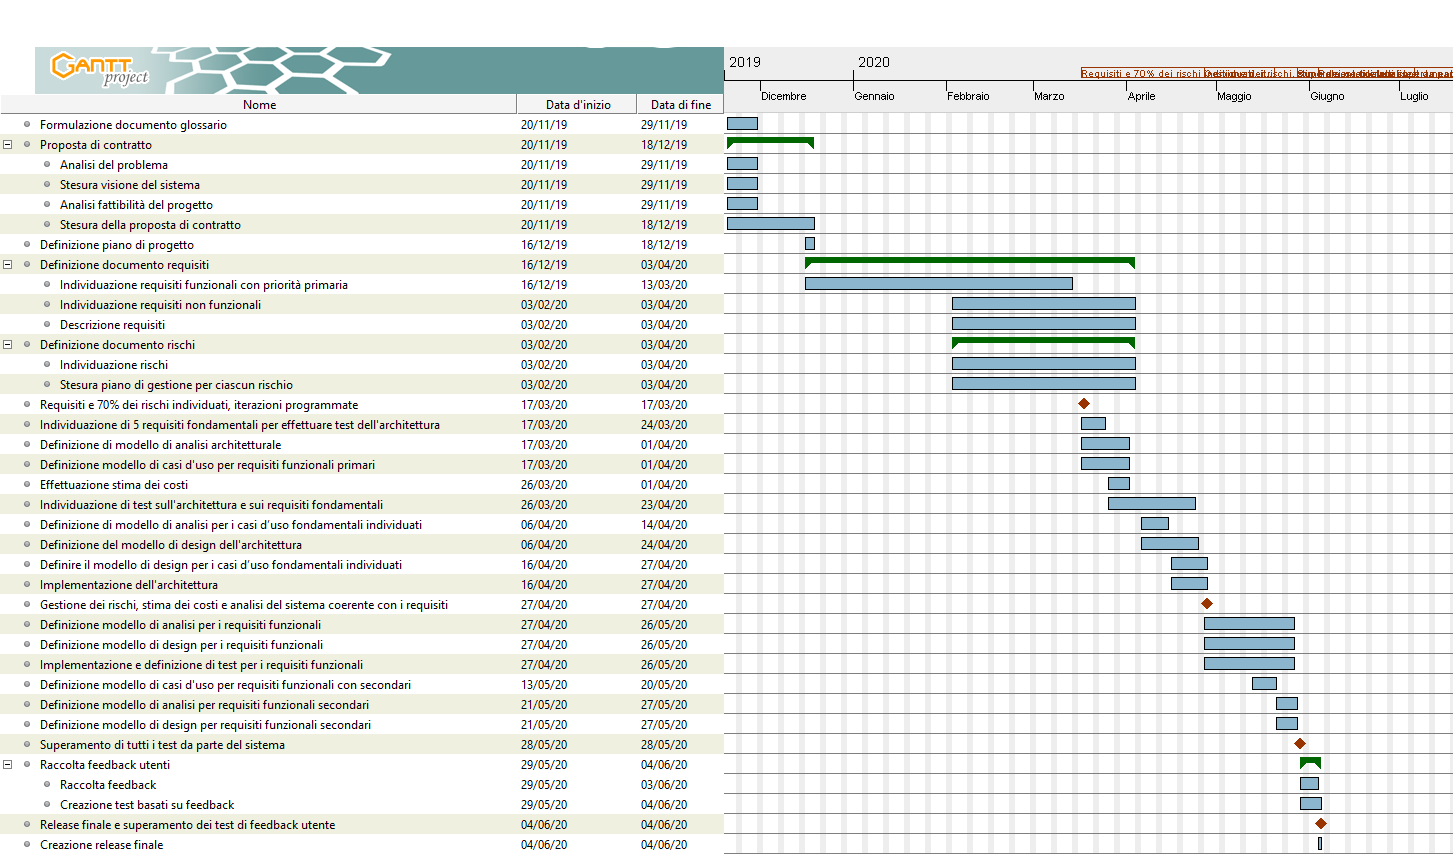 GANTT
project
2019
2020
Requisiti e 70% dei rischi
Dicembre
Gennaio
Febbraio
Marzo
Aprile
Maggio
Giugno
Luglio
Nome
Data d'inizio
Data di fine
Formulazione documento glossario 20/11/19 29/11/19
Proposta di contratto 20/11/19 18/12/19
Analisi del problema 20/11/19 29/11/19
Stesura visione del sistema 20/11/19 29/11/19
Analisi fattibilità del progetto 20/11/19 29/11/19
Stesura della proposta di contratto 20/11/19 18/12/19
Definizione piano di progetto 16/12/19 18/12/19
Definizione documento requisiti 16/12/19 03/04/20
Individuazione requisiti funzionali con priorità primaria 16/12/19 13/03/20
Individuazione requisiti non funzionali 03/02/20 03/04/20
Descrizione requisiti 03/02/20 03/04/20
Definizione documento rischi 03/02/20 03/04/20
Individuazione rischi 03/02/20 03/04/20
Stesura piano di gestione per ciascun rischio 03/02/20 03/04/20
Requisiti e 70% dei rischi individuati, iterazioni programmate 17/03/20 17/03/20
Individuazione di 5 requisiti fondamentali per effettuare test dell'architettura 17/03/20 24/03/20
Definizione di modello di analisi architetturale 17/03/20 01/04/20
Definizione modello di casi d'uso per requisiti funzionali primari 17/03/20 01/04/20
Effettuazione stima dei costi 26/03/20 01/04/20
Individuazione di test sull'architettura e sui requisiti fondamentali 26/03/20 23/04/20
Definizione di modello di analisi per i casi d’uso fondamentali individuati 06/04/20 14/04/20
Definizione del modello di design dell'architettura 06/04/20 24/04/20
Definire il modello di design per i casi d’uso fondamentali individuati 16/04/20 27/04/20
Implementazione dell'architettura 16/04/20 27/04/20
Gestione dei rischi, stima dei costi e analisi del sistema coerente con i requisiti 27/04/20 27/04/20
Definizione modello di analisi per i requisiti funzionali 27/04/20 26/05/20
Definizione modello di design per i requisiti funzionali 27/04/20 26/05/20
Implementazione e definizione di test per i requisiti funzionali 27/04/20 26/05/20
Definizione modello di casi d'uso per requisiti funzionali con secondari 13/05/20 20/05/20
Definizione modello di analisi per requisiti funzionali secondari 21/05/20 27/05/20
Definizione modello di design per requisiti funzionali secondari 21/05/20 27/05/20
Superamento di tutti i test da parte del sistema 28/05/20 28/05/20
Raccolta feedback utenti 29/05/20 04/06/20
Raccolta feedback 29/05/20 03/06/20
Creazione test basati su feedback 29/05/20 04/06/20
Release finale e superamento dei test di feedback utente 04/06/20 04/06/20
Creazione release finale 04/06/20 04/06/20